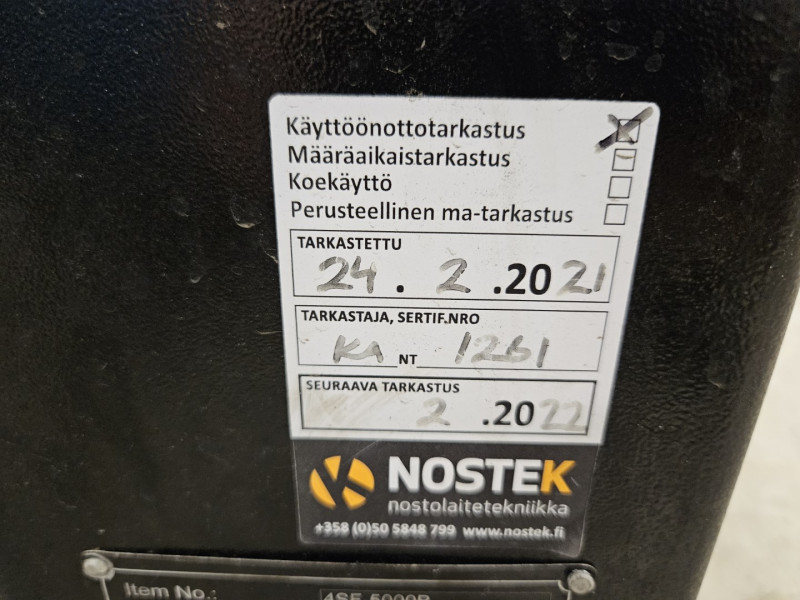 Käyttöönottotarkastus
Määräaikaistarkastus
Koekäyttö
Perusteellinen ma-tarkastus
TARKASTETTU
24. 2 .2021
TARKASTAJA, SERTIF.NRO
KA NT 1261
SEURAAVA TARKASTUS
2 .2022
NOSTEK
nostolaitetekniikka
+358 (0)50 5848 799 www.nostek.fi
Item No.: